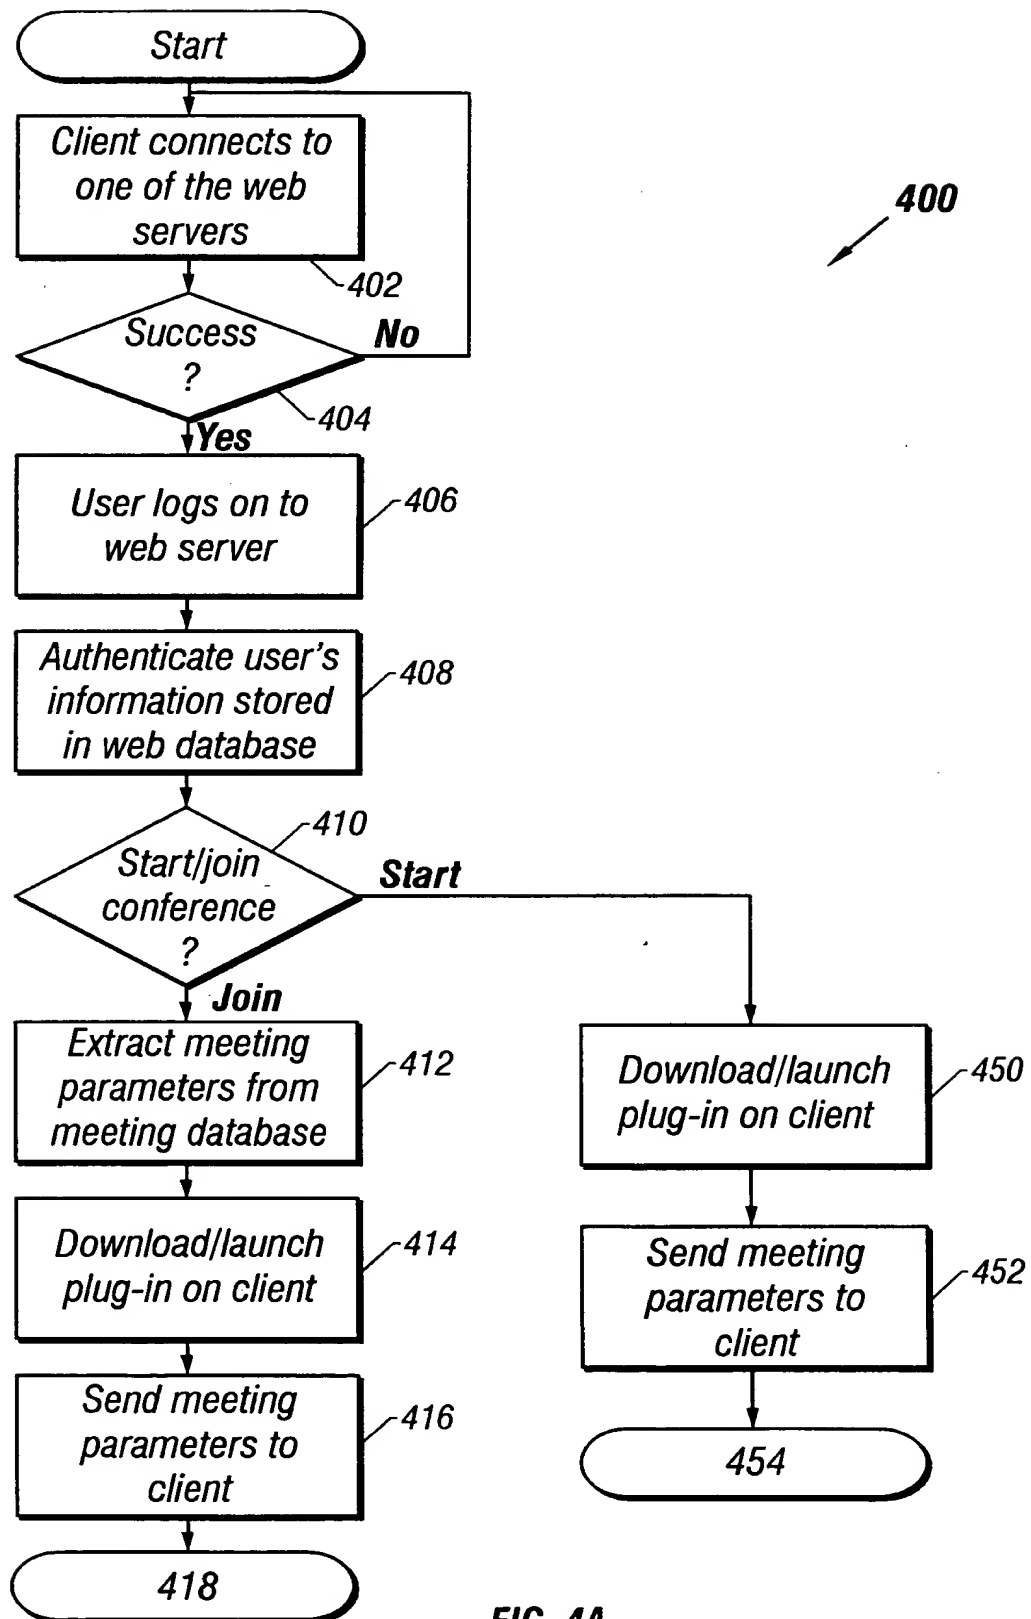 Start
Client connects to
one of the web
servers
400
402
Success
?
No
404
Yes
User logs on to
web server
406
Authenticate user's
information stored
in web database
408
410
Start/join
conference
?
Start
Join
Extract meeting
parameters from
meeting database
412
Download/launch
plug-in on client
450
Download/launch
plug-in on client
414
Send meeting
parameters to
client
452
Send meeting
parameters to
client
416
454
418
FIG. 4A